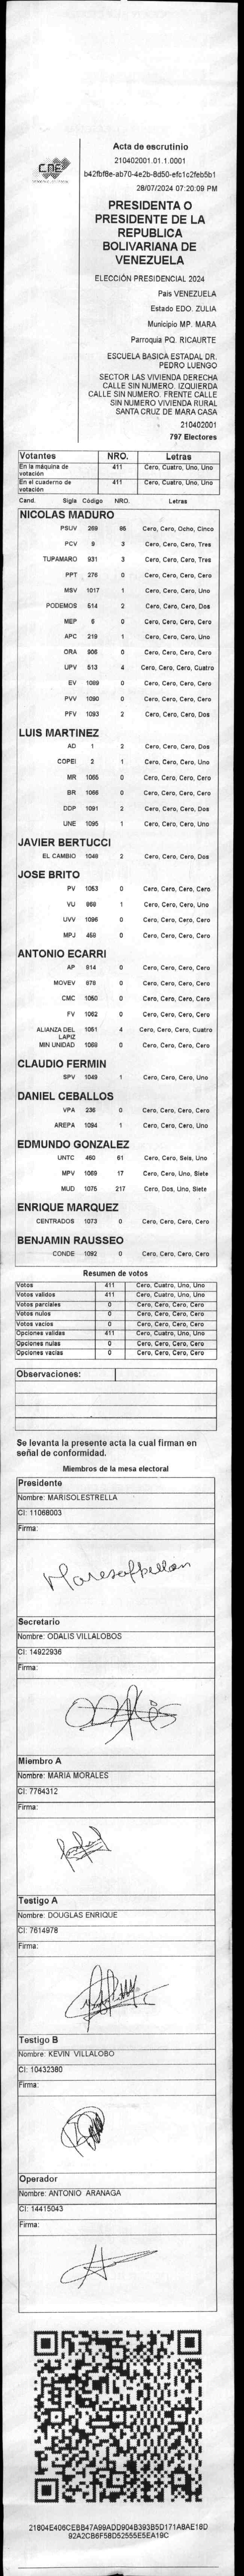 CNE
Acta de escrutinio
210402001.01.1.0001
b42fbf8e-ab70-4e2b-8d50-efc1c2feb5b1
28/07/2024 07:20:09 PM
PRESIDENTA O
PRESIDENTE DE LA
REPUBLICA
BOLIVARIANA DE
VENEZUELA
ELECCIÓN PRESIDENCIAL 2024
Pais VENEZUELA
Estado EDO. ZULIA
Municipio MP. MARA
Parroquia PQ. RICAURTE
ESCUELA BASICA ESTADAL DR.
PEDRO LUENGO
SECTOR LAS VIVIENDA DERECHA
CALLE SIN NUMERO. IZQUIERDA
CALLE SIN NUMERO. FRENTE CALLE
SIN NUMERO VIVIENDA RURAL
SANTA CRUZ DE MARA CASA
210402001
797 Electores
Votantes NRO. Letras
En la máquina de votación 411 Cero, Cuatro, Uno, Uno
En el cuaderno de votación 411 Cero, Cuatro, Uno, Uno
Cand. Sigla Código NRO. Letras
NICOLAS MADURO
PSUV 269 85 Cero, Cero, Ocho, Cinco
PCV 9 3 Cero, Cero, Cero, Tres
TUPAMARO 931 3 Cero, Cero, Cero, Tres
PPT 276 0 Cero, Cero, Cero, Cero
MSV 1017 1 Cero, Cero, Cero, Uno
PODEMOS 514 2 Cero, Cero, Cero, Dos
MEP 6 0 Cero, Cero, Cero, Cero
APC 219 1 Cero, Cero, Cero, Uno
ORA 906 0 Cero, Cero, Cero, Cero
UPV 513 4 Cero, Cero, Cero, Cuatro
EV 1089 0 Cero, Cero, Cero, Cero
PVV 1090 0 Cero, Cero, Cero, Cero
PFV 1093 2 Cero, Cero, Cero, Dos
LUIS MARTINEZ
AD 1 2 Cero, Cero, Cero, Dos
COPEI 2 1 Cero, Cero, Cero, Uno
MR 1065 0 Cero, Cero, Cero, Cero
BR 1066 0 Cero, Cero, Cero, Cero
DDP 1091 2 Cero, Cero, Cero, Dos
UNE 1095 1 Cero, Cero, Cero, Uno
JAVIER BERTUCCI
EL CAMBIO 1048 2 Cero, Cero, Cero, Dos
JOSE BRITO
PV 1053 0 Cero, Cero, Cero, Cero
VU 868 1 Cero, Cero, Cero, Uno
UVV 1096 0 Cero, Cero, Cero, Cero
MPJ 458 0 Cero, Cero, Cero, Cero
ANTONIO ECARRI
AP 814 0 Cero, Cero, Cero, Cero
MOVEV 978 0 Cero, Cero, Cero, Cero
CMC 1050 0 Cero, Cero, Cero, Cero
FV 1062 0 Cero, Cero, Cero, Cero
ALIANZA DEL LAPIZ 1051 4 Cero, Cero, Cero, Cuatro
MIN UNIDAD 1068 0 Cero, Cero, Cero, Cero
CLAUDIO FERMIN
SPV 1049 1 Cero, Cero, Cero, Uno
DANIEL CEBALLOS
VPA 236 0 Cero, Cero, Cero, Cero
AREPA 1094 1 Cero, Cero, Cero, Uno
EDMUNDO GONZALEZ
UNTC 460 61 Cero, Cero, Seis, Uno
MPV 1069 17 Cero, Cero, Uno, Siete
MUD 1075 217 Cero, Dos, Uno, Siete
ENRIQUE MARQUEZ
CENTRADOS 1073 0 Cero, Cero, Cero, Cero
BENJAMIN RAUSSEO
CONDE 1092 0 Cero, Cero, Cero, Cero
Resumen de votos
Votos 411 Cero, Cuatro, Uno, Uno
Votos validos 411 Cero, Cuatro, Uno, Uno
Votos parciales 0 Cero, Cero, Cero, Cero
Votos nulos 0 Cero, Cero, Cero, Cero
Votos vacios 0 Cero, Cero, Cero, Cero
Opciones validas 411 Cero, Cuatro, Uno, Uno
Opciones nulas 0 Cero, Cero, Cero, Cero
Opciones vacias 0 Cero, Cero, Cero, Cero
Observaciones:
Se levanta la presente acta la cual firman en
señal de conformidad.
Miembros de la mesa electoral
Presidente
Nombre: MARISOLESTRELLA
CI: 11068003
Firma:
Secretario
Nombre: ODALIS VILLALOBOS
CI: 14922936
Firma:
Miembro A
Nombre: MARIA MORALES
CI: 7764312
Firma:
Testigo A
Nombre: DOUGLAS ENRIQUE
CI: 7614978
Firma:
Testigo B
Nombre: KEVIN VILLALOBO
CI: 10432380
Firma:
Operador
Nombre: ANTONIO ARANAGA
CI: 14415043
Firma:
21804E406CEBB47A99ADD904B393B5D171A8AE18D
92A2CB6F58D52555E5EA19C